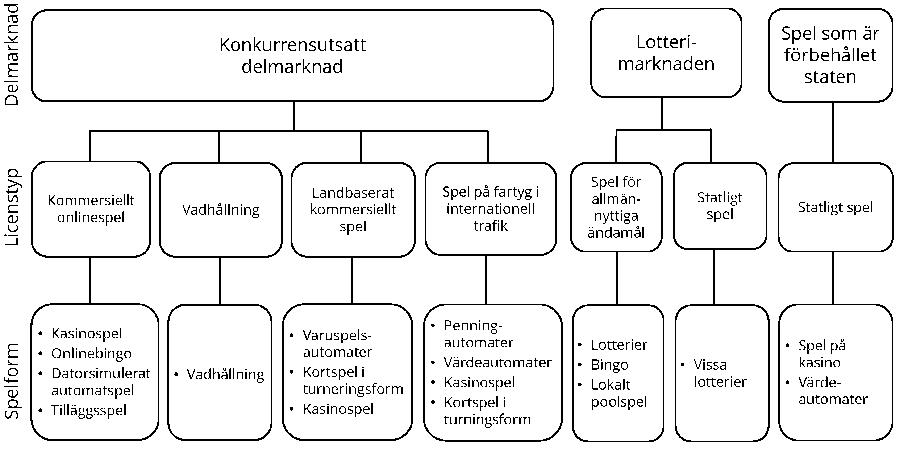 Delmarknad
Konkurrensutsatt
delmarknad
Lotteri-
marknaden
Spel som är
förbehållet
staten
Licenstyp
Kommersiellt
onlinespel
Vadhållning
Landbaserat
kommersiellt
spel
Spel på fartyg i
internationell
trafik
Spel för
allmän-
nyttiga
ändamål
Statligt
spel
Statligt spel
Spelform
• Kasinospel
• Onlinebingo
• Datorsimulerat
automatspel
• Tilläggsspel
• Vadhållning
• Varuspels-
automater
• Kortspel i
turneringsform
• Kasinospel
• Penning-
automater
• Värdeautomater
• Kasinospel
• Kortspel i
turningsform
• Lotterier
• Bingo
• Lokalt
poolspel
• Vissa
lotterier
• Spel på
kasino
• Värde-
automater